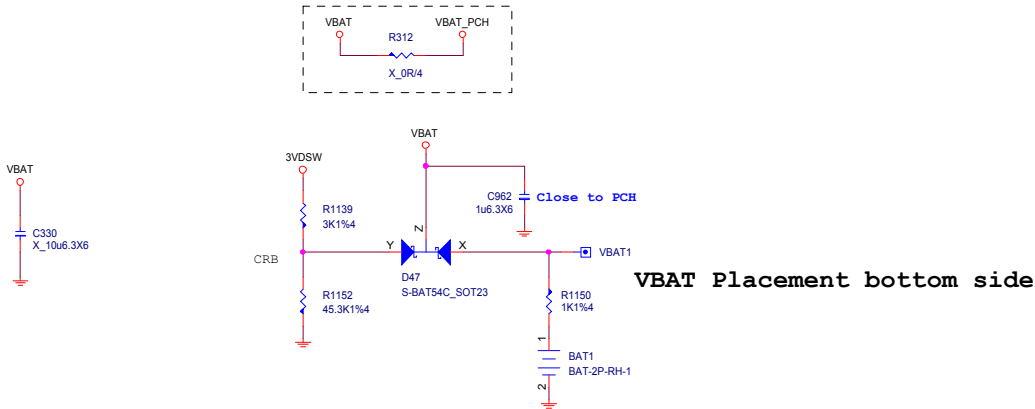 VBAT
VBAT_PCH
R312
X_0R/4
VBAT
C330
X_10u6.3X6
3VDSW
R1139
3K1%4
CRB
R1152
45.3K1%4
VBAT
C962
1u6.3X6
Close to PCH
Y
Z
X
D47
S-BAT54C_SOT23
VBAT1
VBAT Placement bottom side
R1150
1K1%4
1
BAT1
BAT-2P-RH-1
2